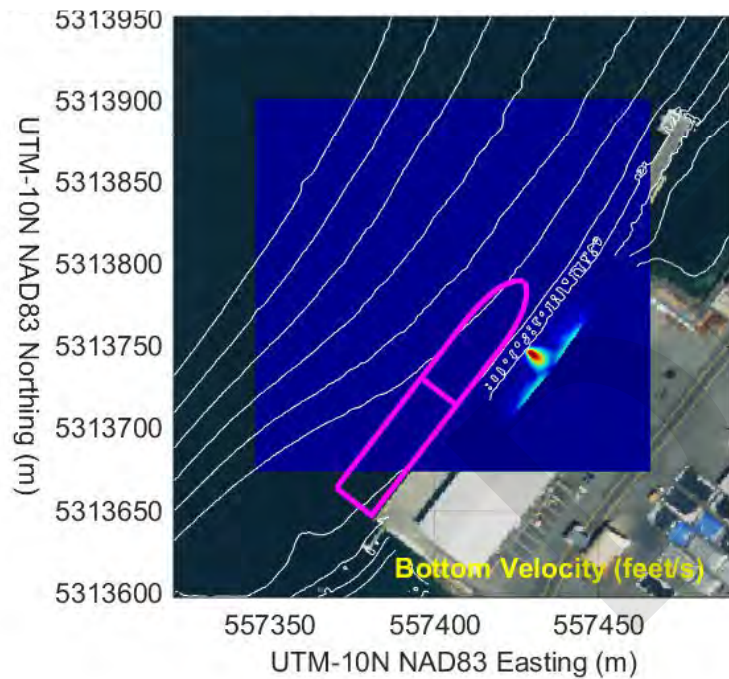 5313950
5313900
5313850
5313800
5313750
5313700
5313650
5313600
UTM-10N NAD83 Northing (m)
Bottom Velocity (feet/s)
557350 557400 557450
UTM-10N NAD83 Easting (m)